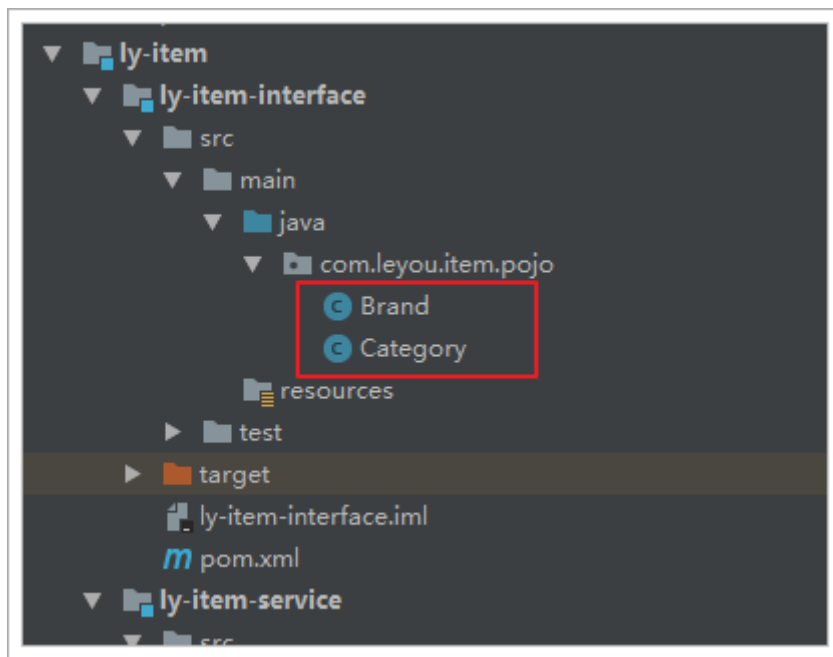 ly-item
ly-item-interface
src
main
java
com.leyou.item.pojo
C Brand
C Category
resources
test
target
ly-item-interface.iml
m pom.xml
ly-item-service
src